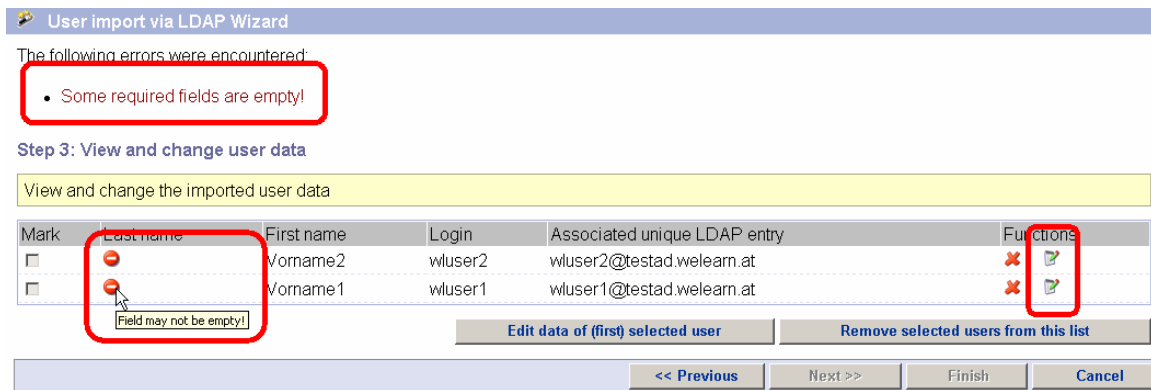 User import via LDAP Wizard
The following errors were encountered:
• Some required fields are empty!
Step 3: View and change user data
View and change the imported user data
Mark Last name First name Login Associated unique LDAP entry Functions
Vorname2 wluser2 wluser2@testad.welearn.at
Vorname1 wluser1 wluser1@testad.welearn.at
Field may not be empty!
Edit data of (first) selected user Remove selected users from this list
<< Previous Next >> Finish Cancel